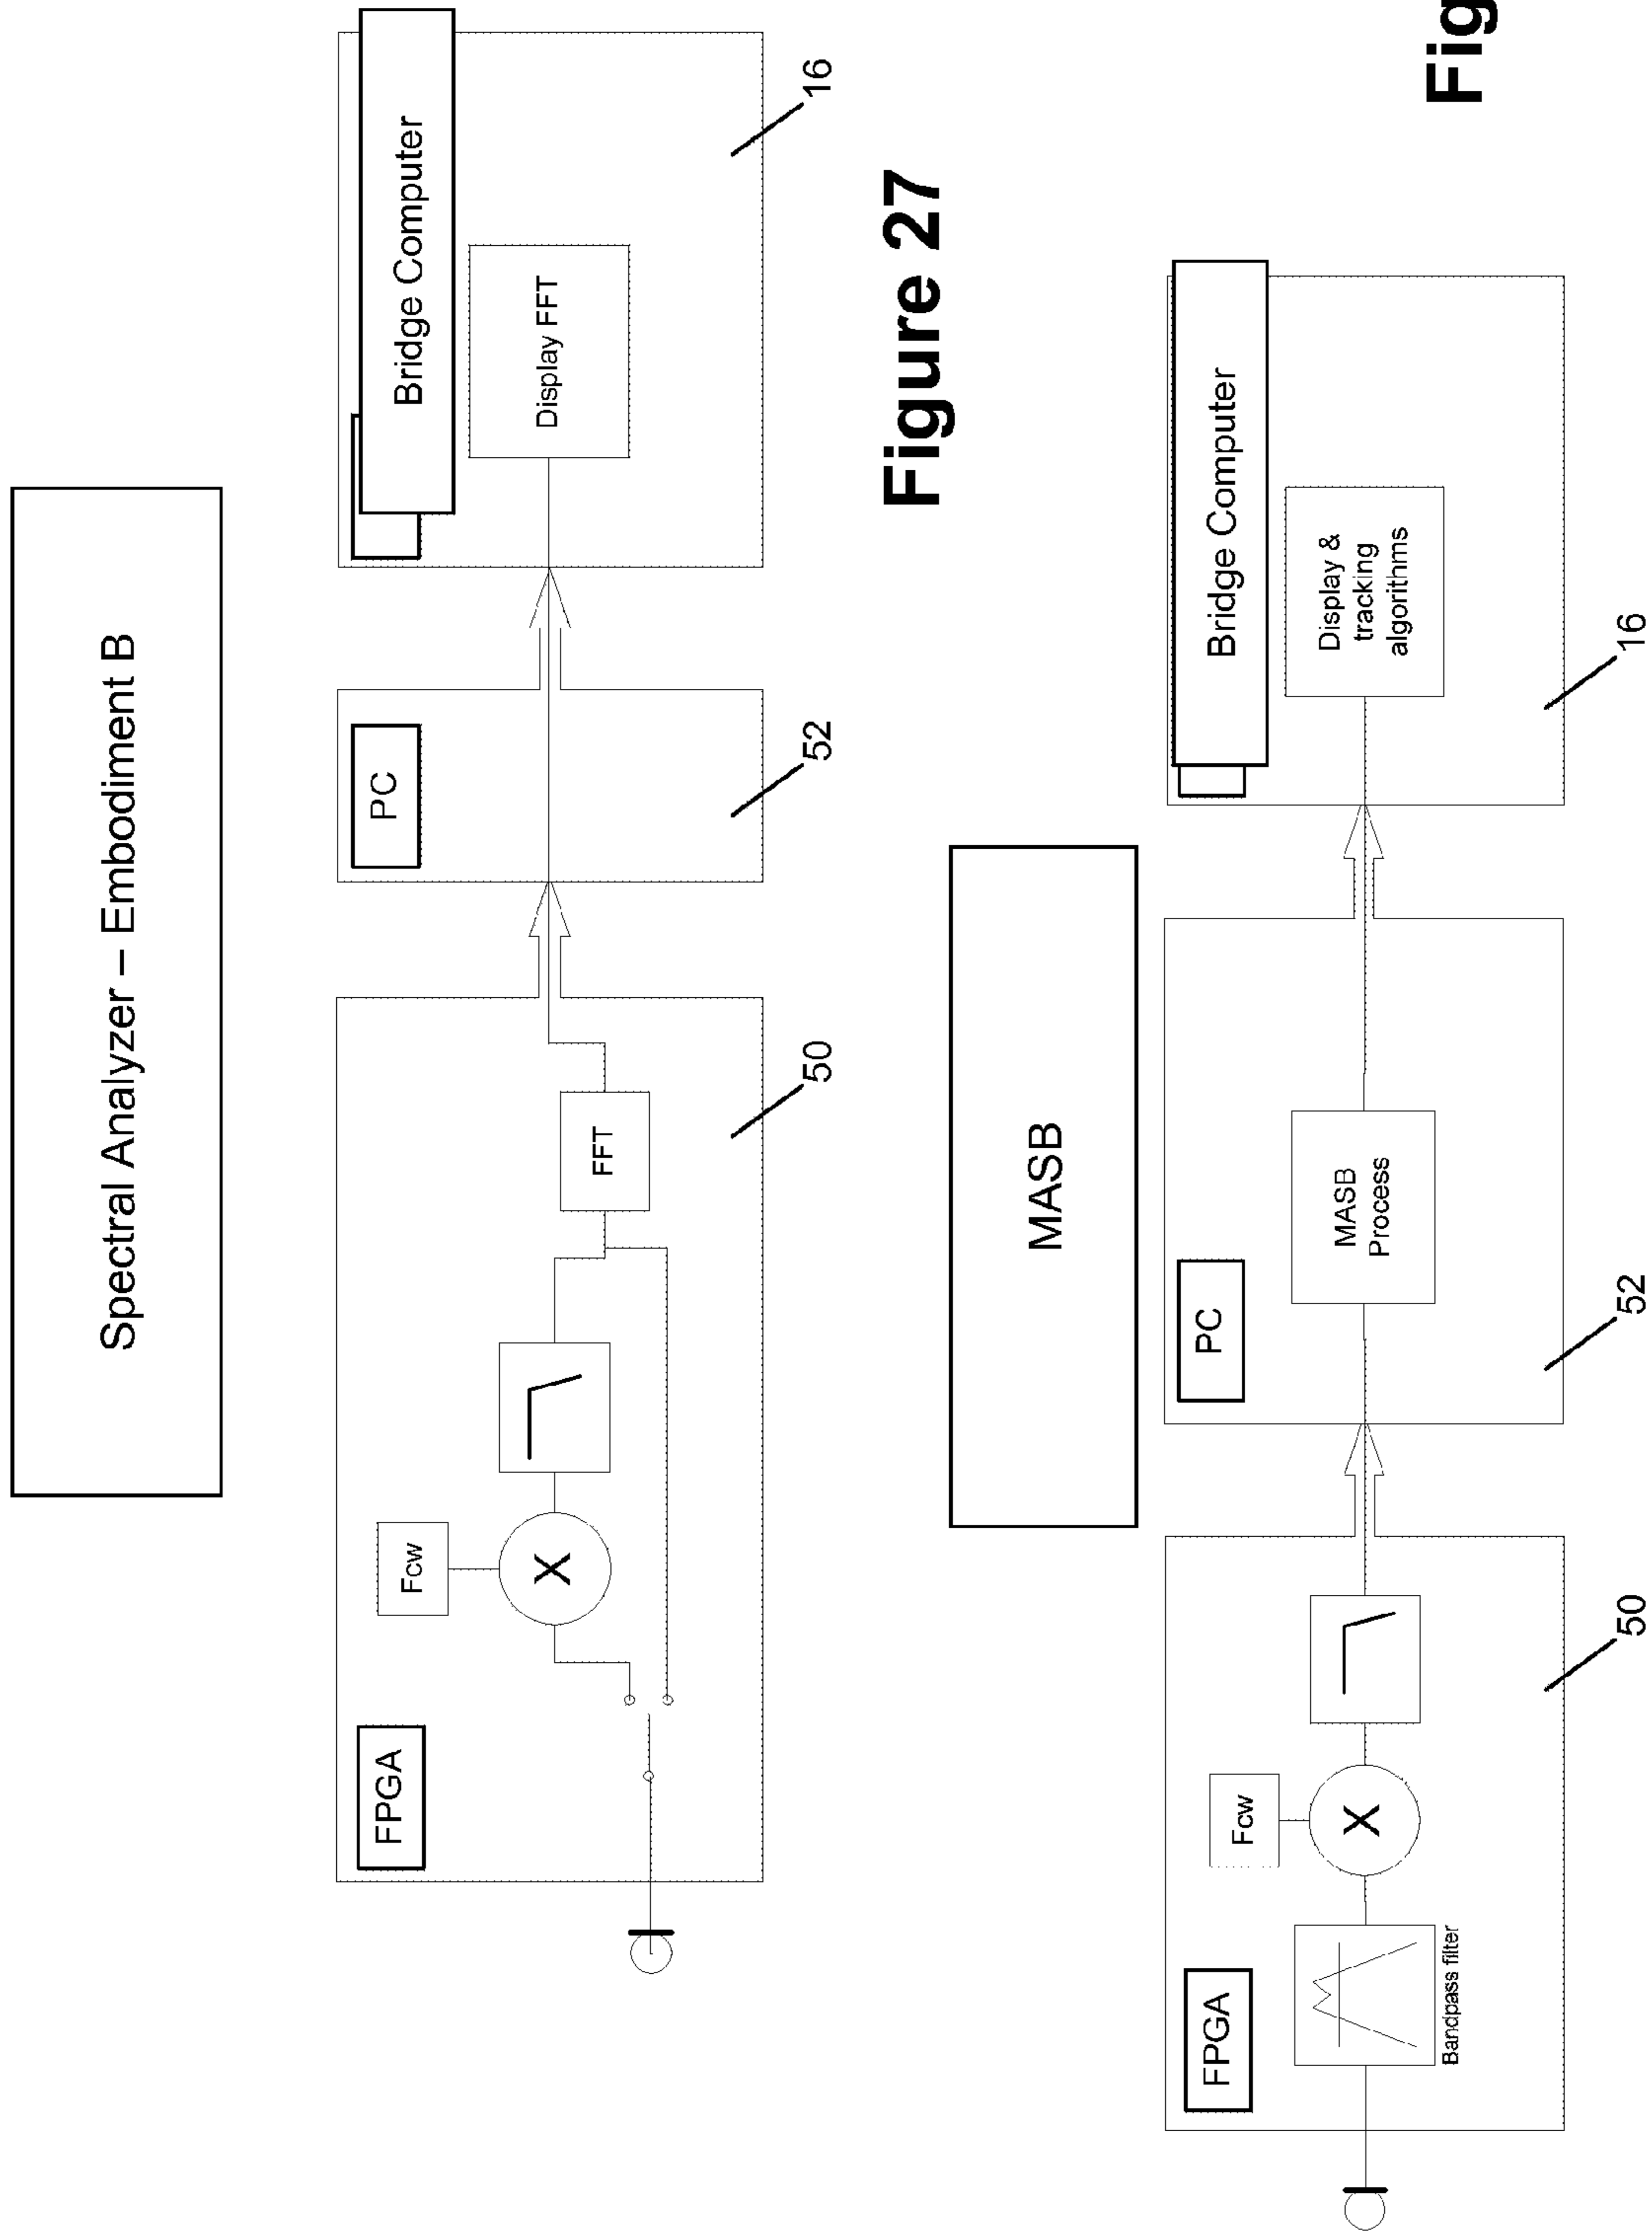 Spectral Analyzer – Embodiment B
FPGA
Fcw
X
FFT
50
PC
52
Bridge Computer
Display FFT
16
Figure 27
MASB
FPGA
Bandpass filter
Fcw
X
50
PC
MASB
Process
52
Bridge Computer
Display &
tracking
algorithms
16
Fig